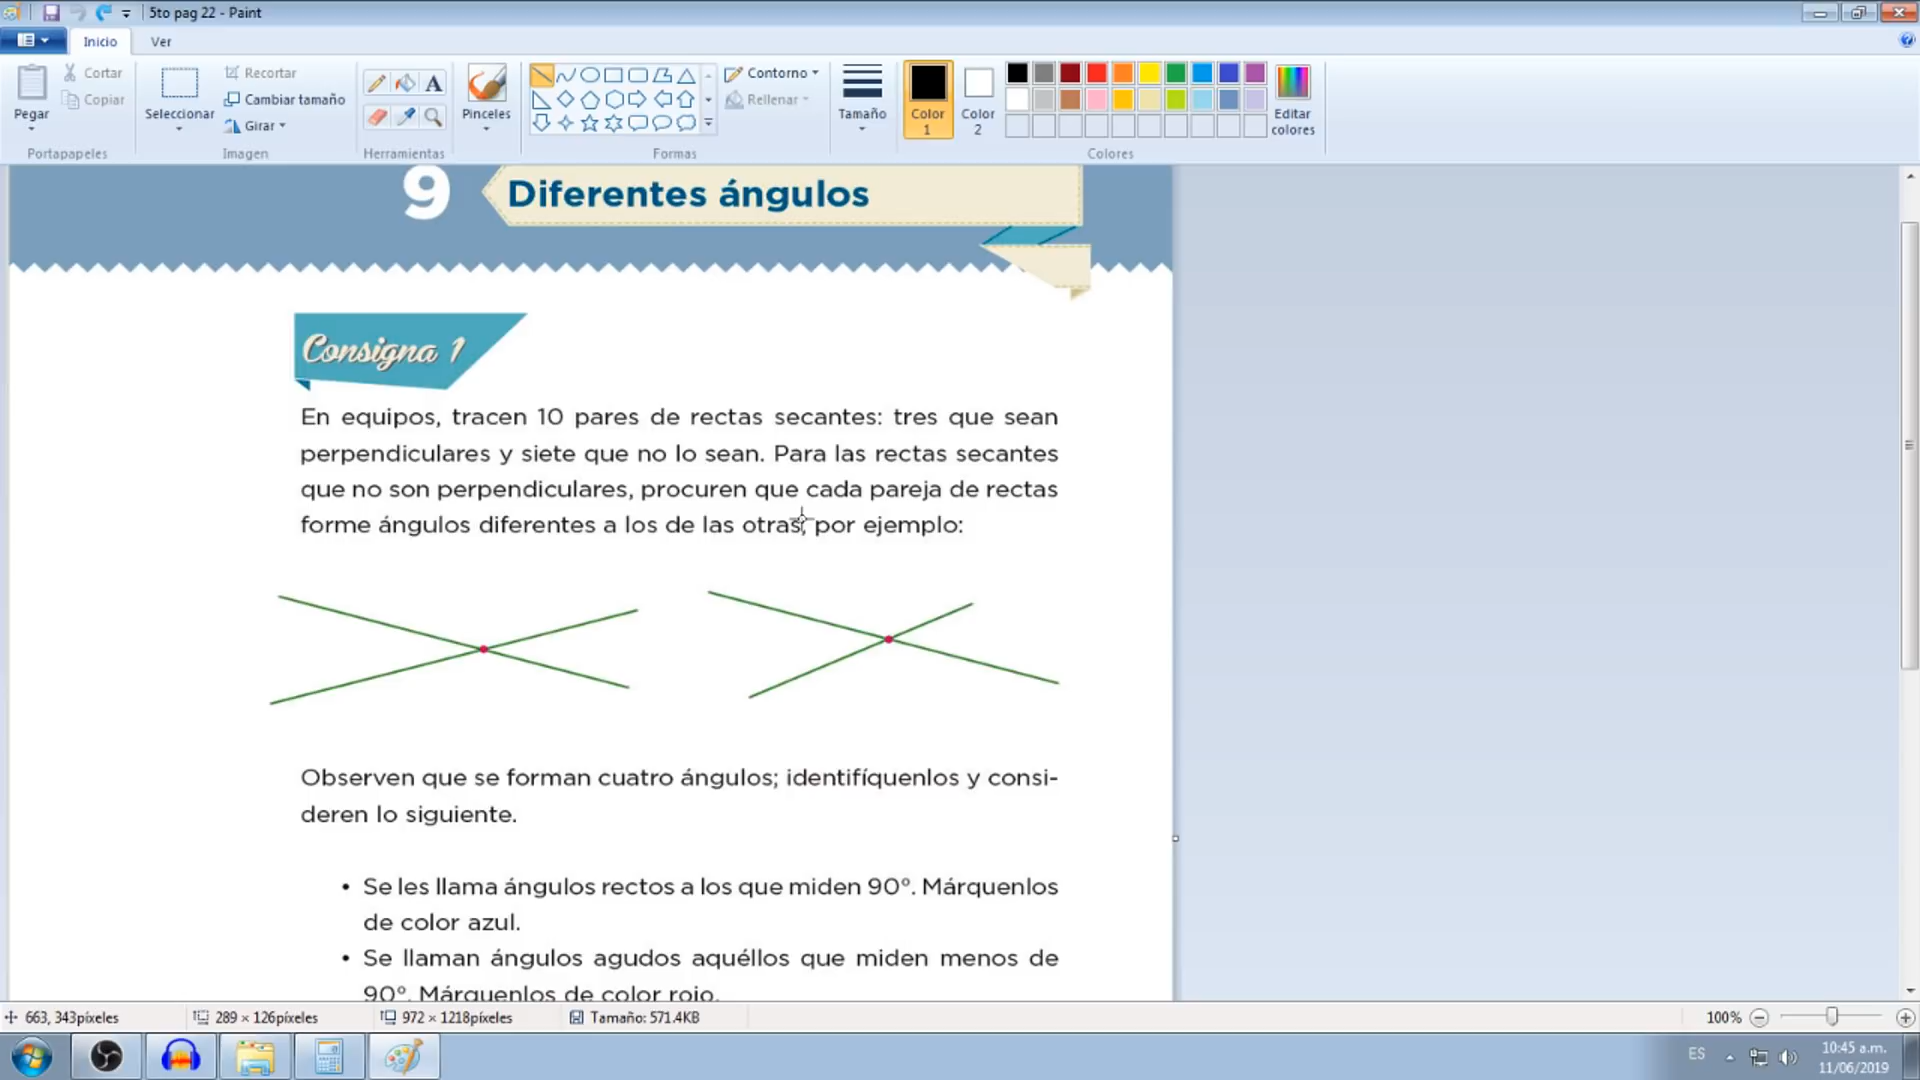 5to pag 22 - Paint
Inicio
Ver
Pegar
Cortar
Copiar
Portapapeles
Seleccionar
Recortar
Cambiar tamaño
Girar
Imagen
A
Herramientas
Pinceles
Contorno
Rellenar
Formas
Tamaño
Color
1
Color
2
Editar
colores
Colores
9
Diferentes ángulos
Consigna 1
En equipos, tracen 10 pares de rectas secantes: tres que sean
perpendiculares y siete que no lo sean. Para las rectas secantes
que no son perpendiculares, procuren que cada pareja de rectas
forme ángulos diferentes a los de las otras, por ejemplo:
Observen que se forman cuatro ángulos; identifíquenlos y consi-
deren lo siguiente.
• Se les llama ángulos rectos a los que miden 90°. Márquenlos
de color azul.
• Se llaman ángulos agudos aquéllos que miden menos de
90°. Márquenlos de color rojo.
663, 343píxeles
289 × 126píxeles
972 × 1218píxeles
Tamaño: 571.4KB
100%
ES
10:45 a.m.
11/06/2019